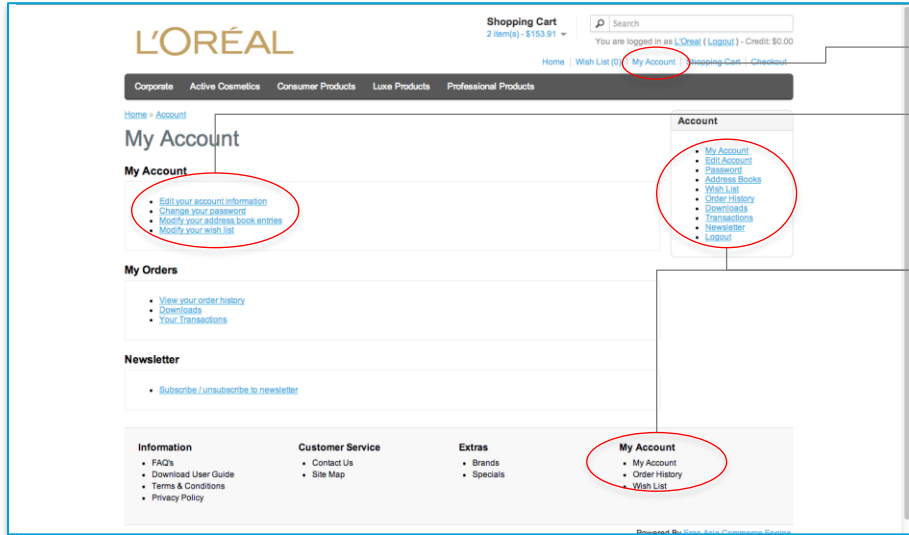 L'ORÉAL
Shopping Cart
2 item(s) - $153.91
Search
You are logged in as L'Oreal ( Logout ) - Credit: $0.00
Home | Wish List (0) | My Account | Shopping Cart | Checkout
Corporate Active Cosmetics Consumer Products Luxe Products Professional Products
Home » Account
My Account
My Account
• Edit your account information
• Change your password
• Modify your address book entries
• Modify your wish list
My Orders
• View your order history
• Downloads
• Your Transactions
Newsletter
• Subscribe / unsubscribe to newsletter
Account
• My Account
• Edit Account
• Password
• Address Books
• Wish List
• Order History
• Downloads
• Transactions
• Newsletter
• Logout
Information
• FAQ's
• Download User Guide
• Terms & Conditions
• Privacy Policy
Customer Service
• Contact Us
• Site Map
Extras
• Brands
• Specials
My Account
• My Account
• Order History
• Wish List
Powered By
Asia Commerce Engine